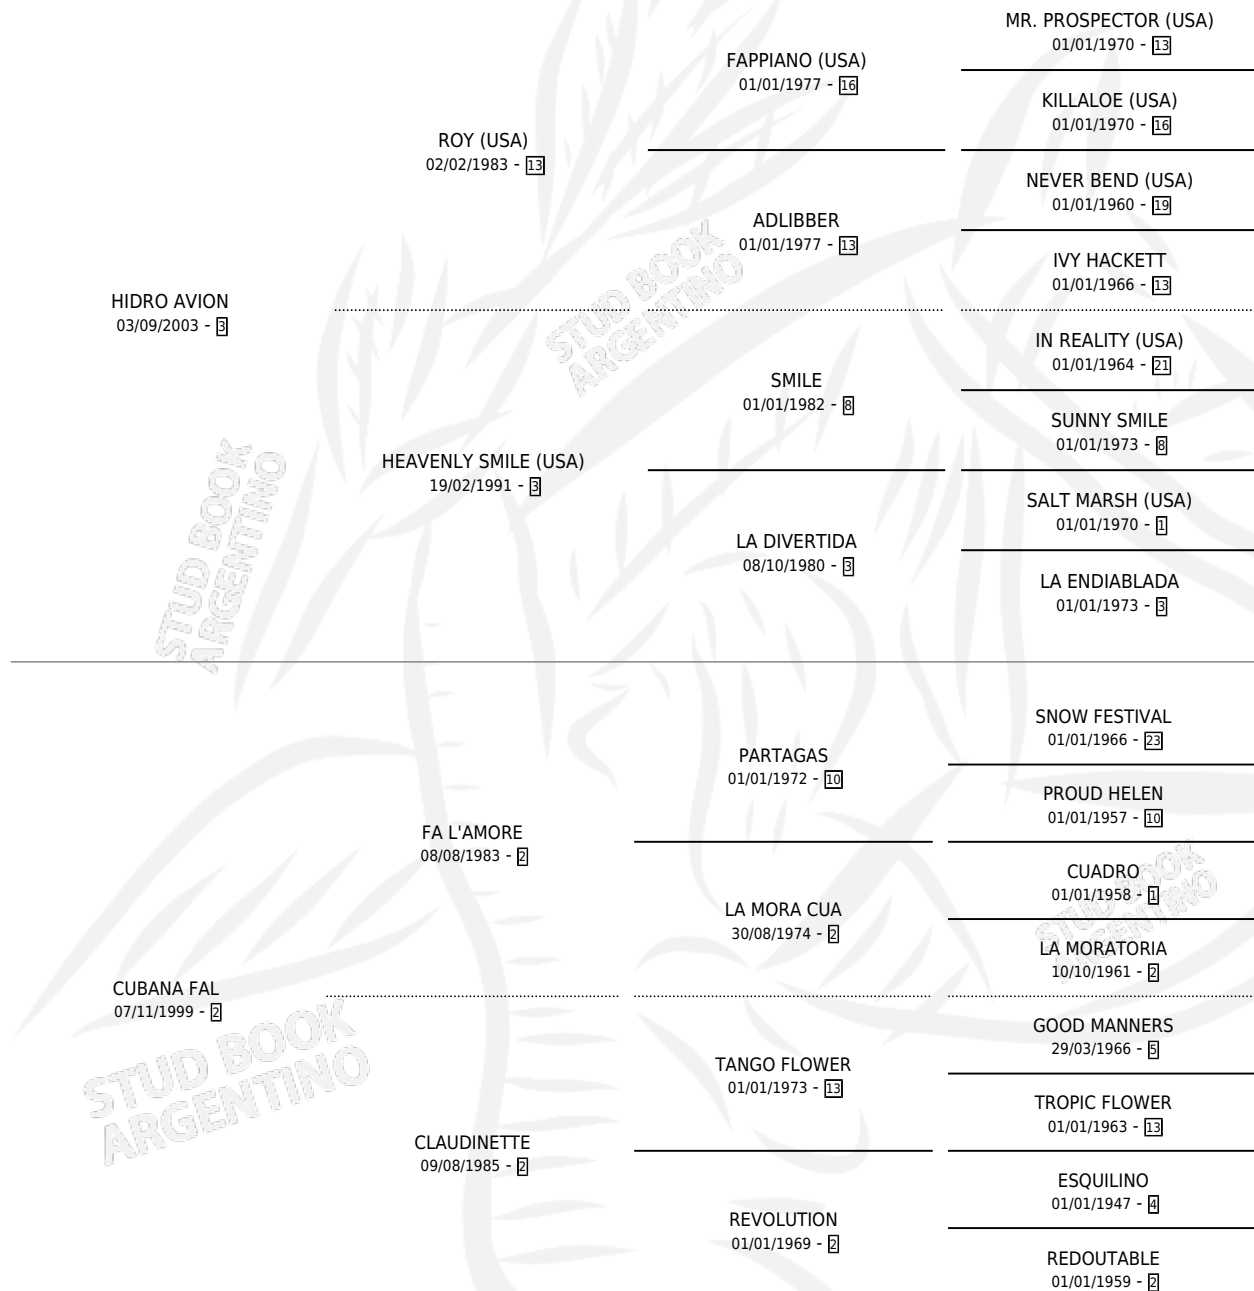 MR. PROSPECTOR (USA)
01/01/1970 - 13
FAPPIANO (USA)
01/01/1977 - 16
KILLALOE (USA)
01/01/1970 - 16
ROY (USA)
02/02/1983 - 13
NEVER BEND (USA)
01/01/1960 - 19
ADLIBBER
01/01/1977 - 13
IVY HACKETT
01/01/1966 - 13
HIDRO AVION
03/09/2003 - 3
IN REALITY (USA)
01/01/1964 - 21
SMILE
01/01/1982 - 8
SUNNY SMILE
01/01/1973 - 8
HEAVENLY SMILE (USA)
19/02/1991 - 3
SALT MARSH (USA)
01/01/1970 - 1
LA DIVERTIDA
08/10/1980 - 3
LA ENDIABLADA
01/01/1973 - 3
SNOW FESTIVAL
01/01/1966 - 23
PARTAGAS
01/01/1972 - 10
PROUD HELEN
01/01/1957 - 10
FA L'AMORE
08/08/1983 - 2
CUADRO
01/01/1958 - 1
LA MORA CUA
30/08/1974 - 2
LA MORATORIA
10/10/1961 - 2
CUBANA FAL
07/11/1999 - 2
GOOD MANNERS
29/03/1966 - 5
TANGO FLOWER
01/01/1973 - 13
TROPIC FLOWER
01/01/1963 - 13
CLAUDINETTE
09/08/1985 - 2
ESQUILINO
01/01/1947 - 4
REVOLUTION
01/01/1969 - 2
REDOUTABLE
01/01/1959 - 2
STUD BOOK
ARGENTINO
STUD BOOK
ARGENTINO
STUD BOOK
ARGENTINO
STUD BOOK
ARGENTINO